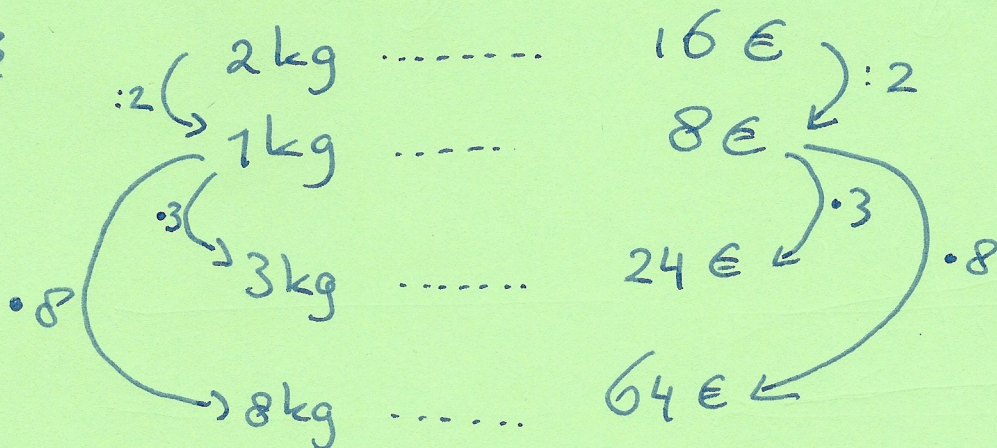 2kg ......... 16 €
:2 :2
1kg ...... 8€
·3 ·3
3kg ....... 24 €
·8 ·8
8kg ...... 64 €